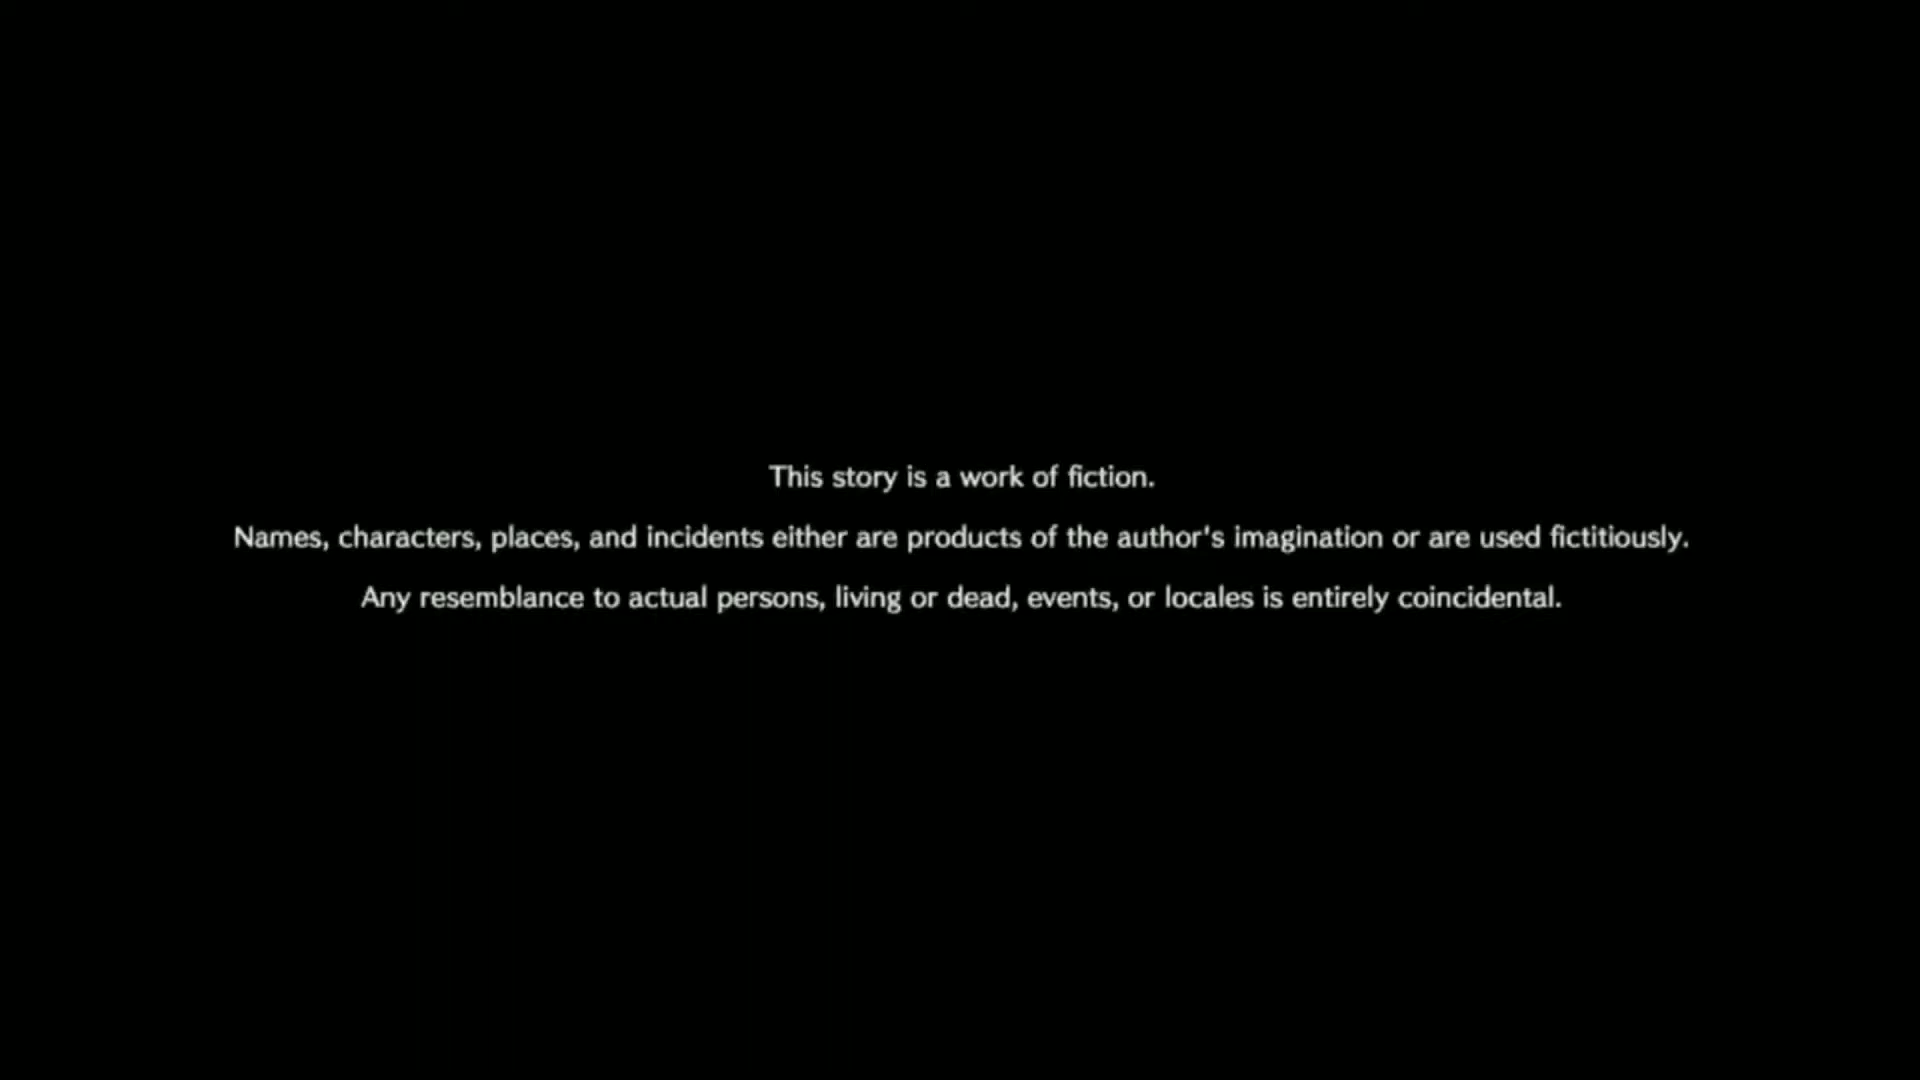 This story is a work of fiction.
Names, characters, places, and incidents either are products of the author's imagination or are used fictitiously.
Any resemblance to actual persons, living or dead, events, or locales is entirely coincidental.